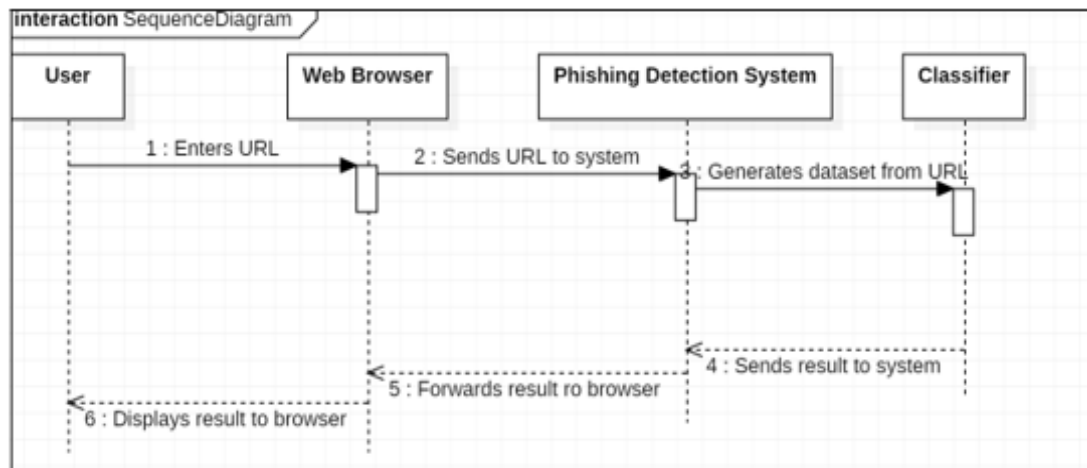 interaction SequenceDiagram
User
Web Browser
Phishing Detection System
Classifier
1 : Enters URL
2 : Sends URL to system
3 : Generates dataset from URL
4 : Sends result to system
5 : Forwards result ro browser
6 : Displays result to browser